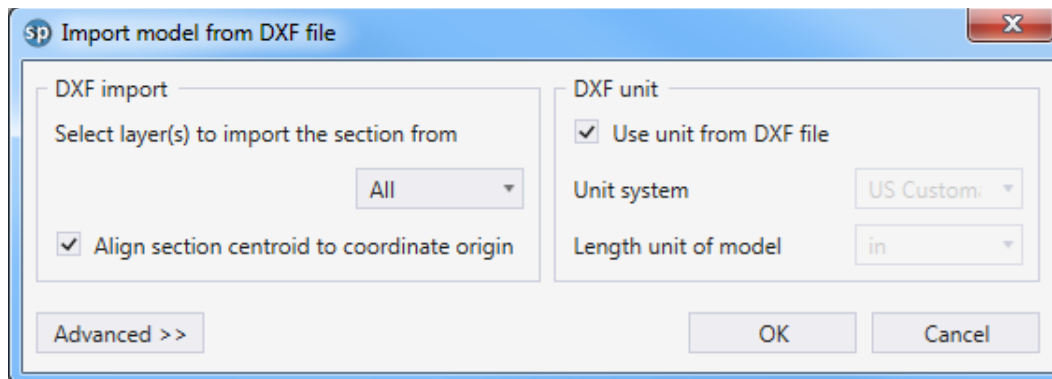 sp Import model from DXF file
DXF import
Select layer(s) to import the section from
All
Align section centroid to coordinate origin
DXF unit
Use unit from DXF file
Unit system
US Custom
Length unit of model
in
Advanced >>
OK
Cancel